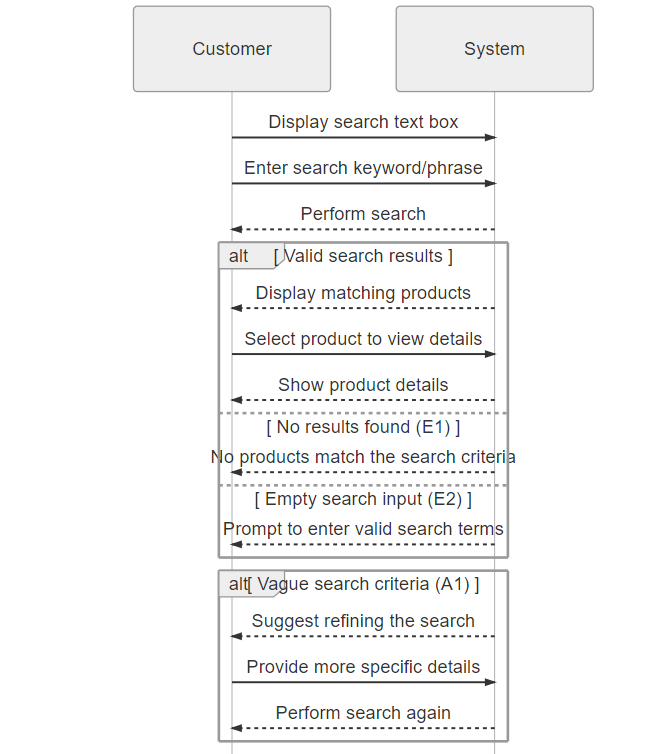 Customer
System
Display search text box
Enter search keyword/phrase
Perform search
alt [ Valid search results ]
Display matching products
Select product to view details
Show product details
[ No results found (E1) ]
No products match the search criteria
[ Empty search input (E2) ]
Prompt to enter valid search terms
alt [ Vague search criteria (A1) ]
Suggest refining the search
Provide more specific details
Perform search again